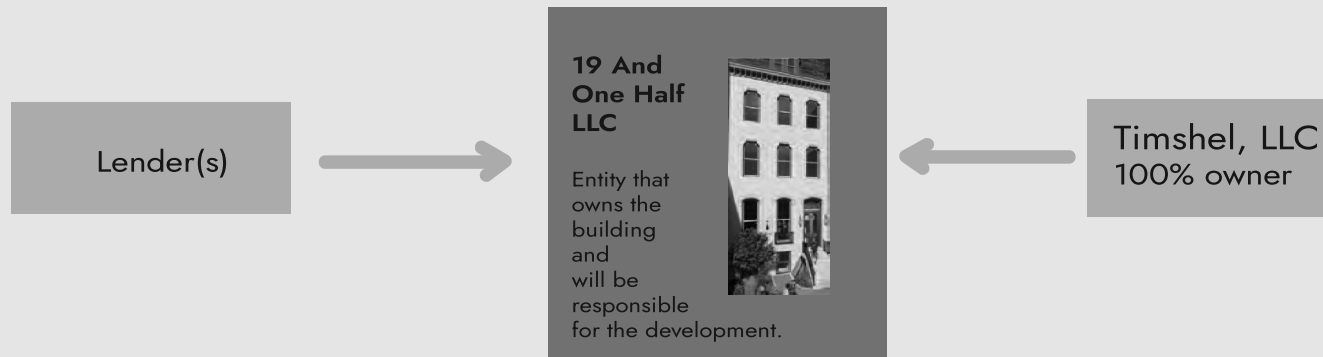 Lender(s)
19 And
One Half
LLC
Entity that
owns the
building
and
will be
responsible
for the development.
Timshel, LLC
100% owner